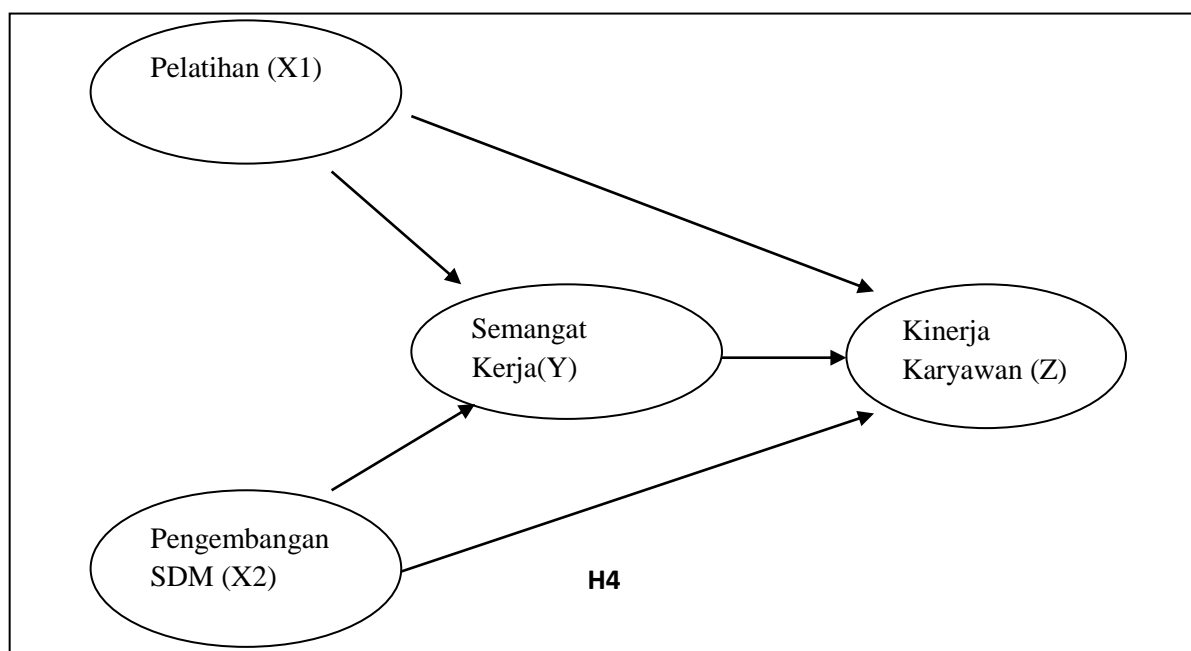 Pelatihan (X1)
Semangat
Kerja(Y)
Kinerja
Karyawan (Z)
Pengembangan
SDM (X2)
H4